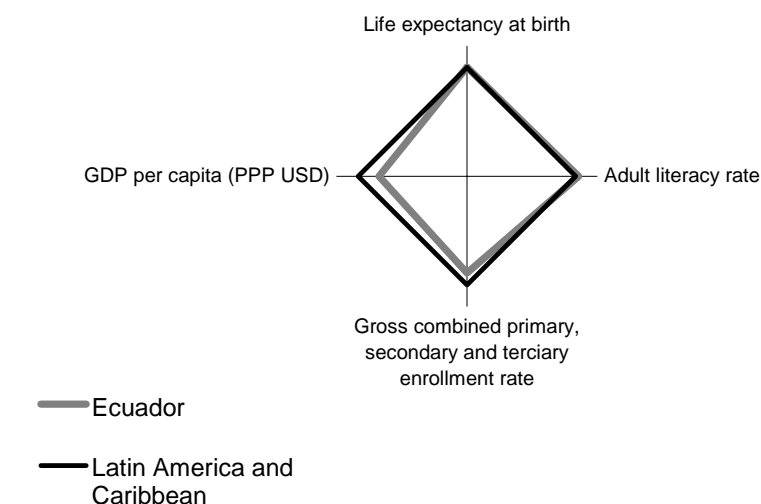 Life expectancy at birth
GDP per capita (PPP USD)
Adult literacy rate
Gross combined primary,
secondary and terciary
enrollment rate
Ecuador
Latin America and
Caribbean